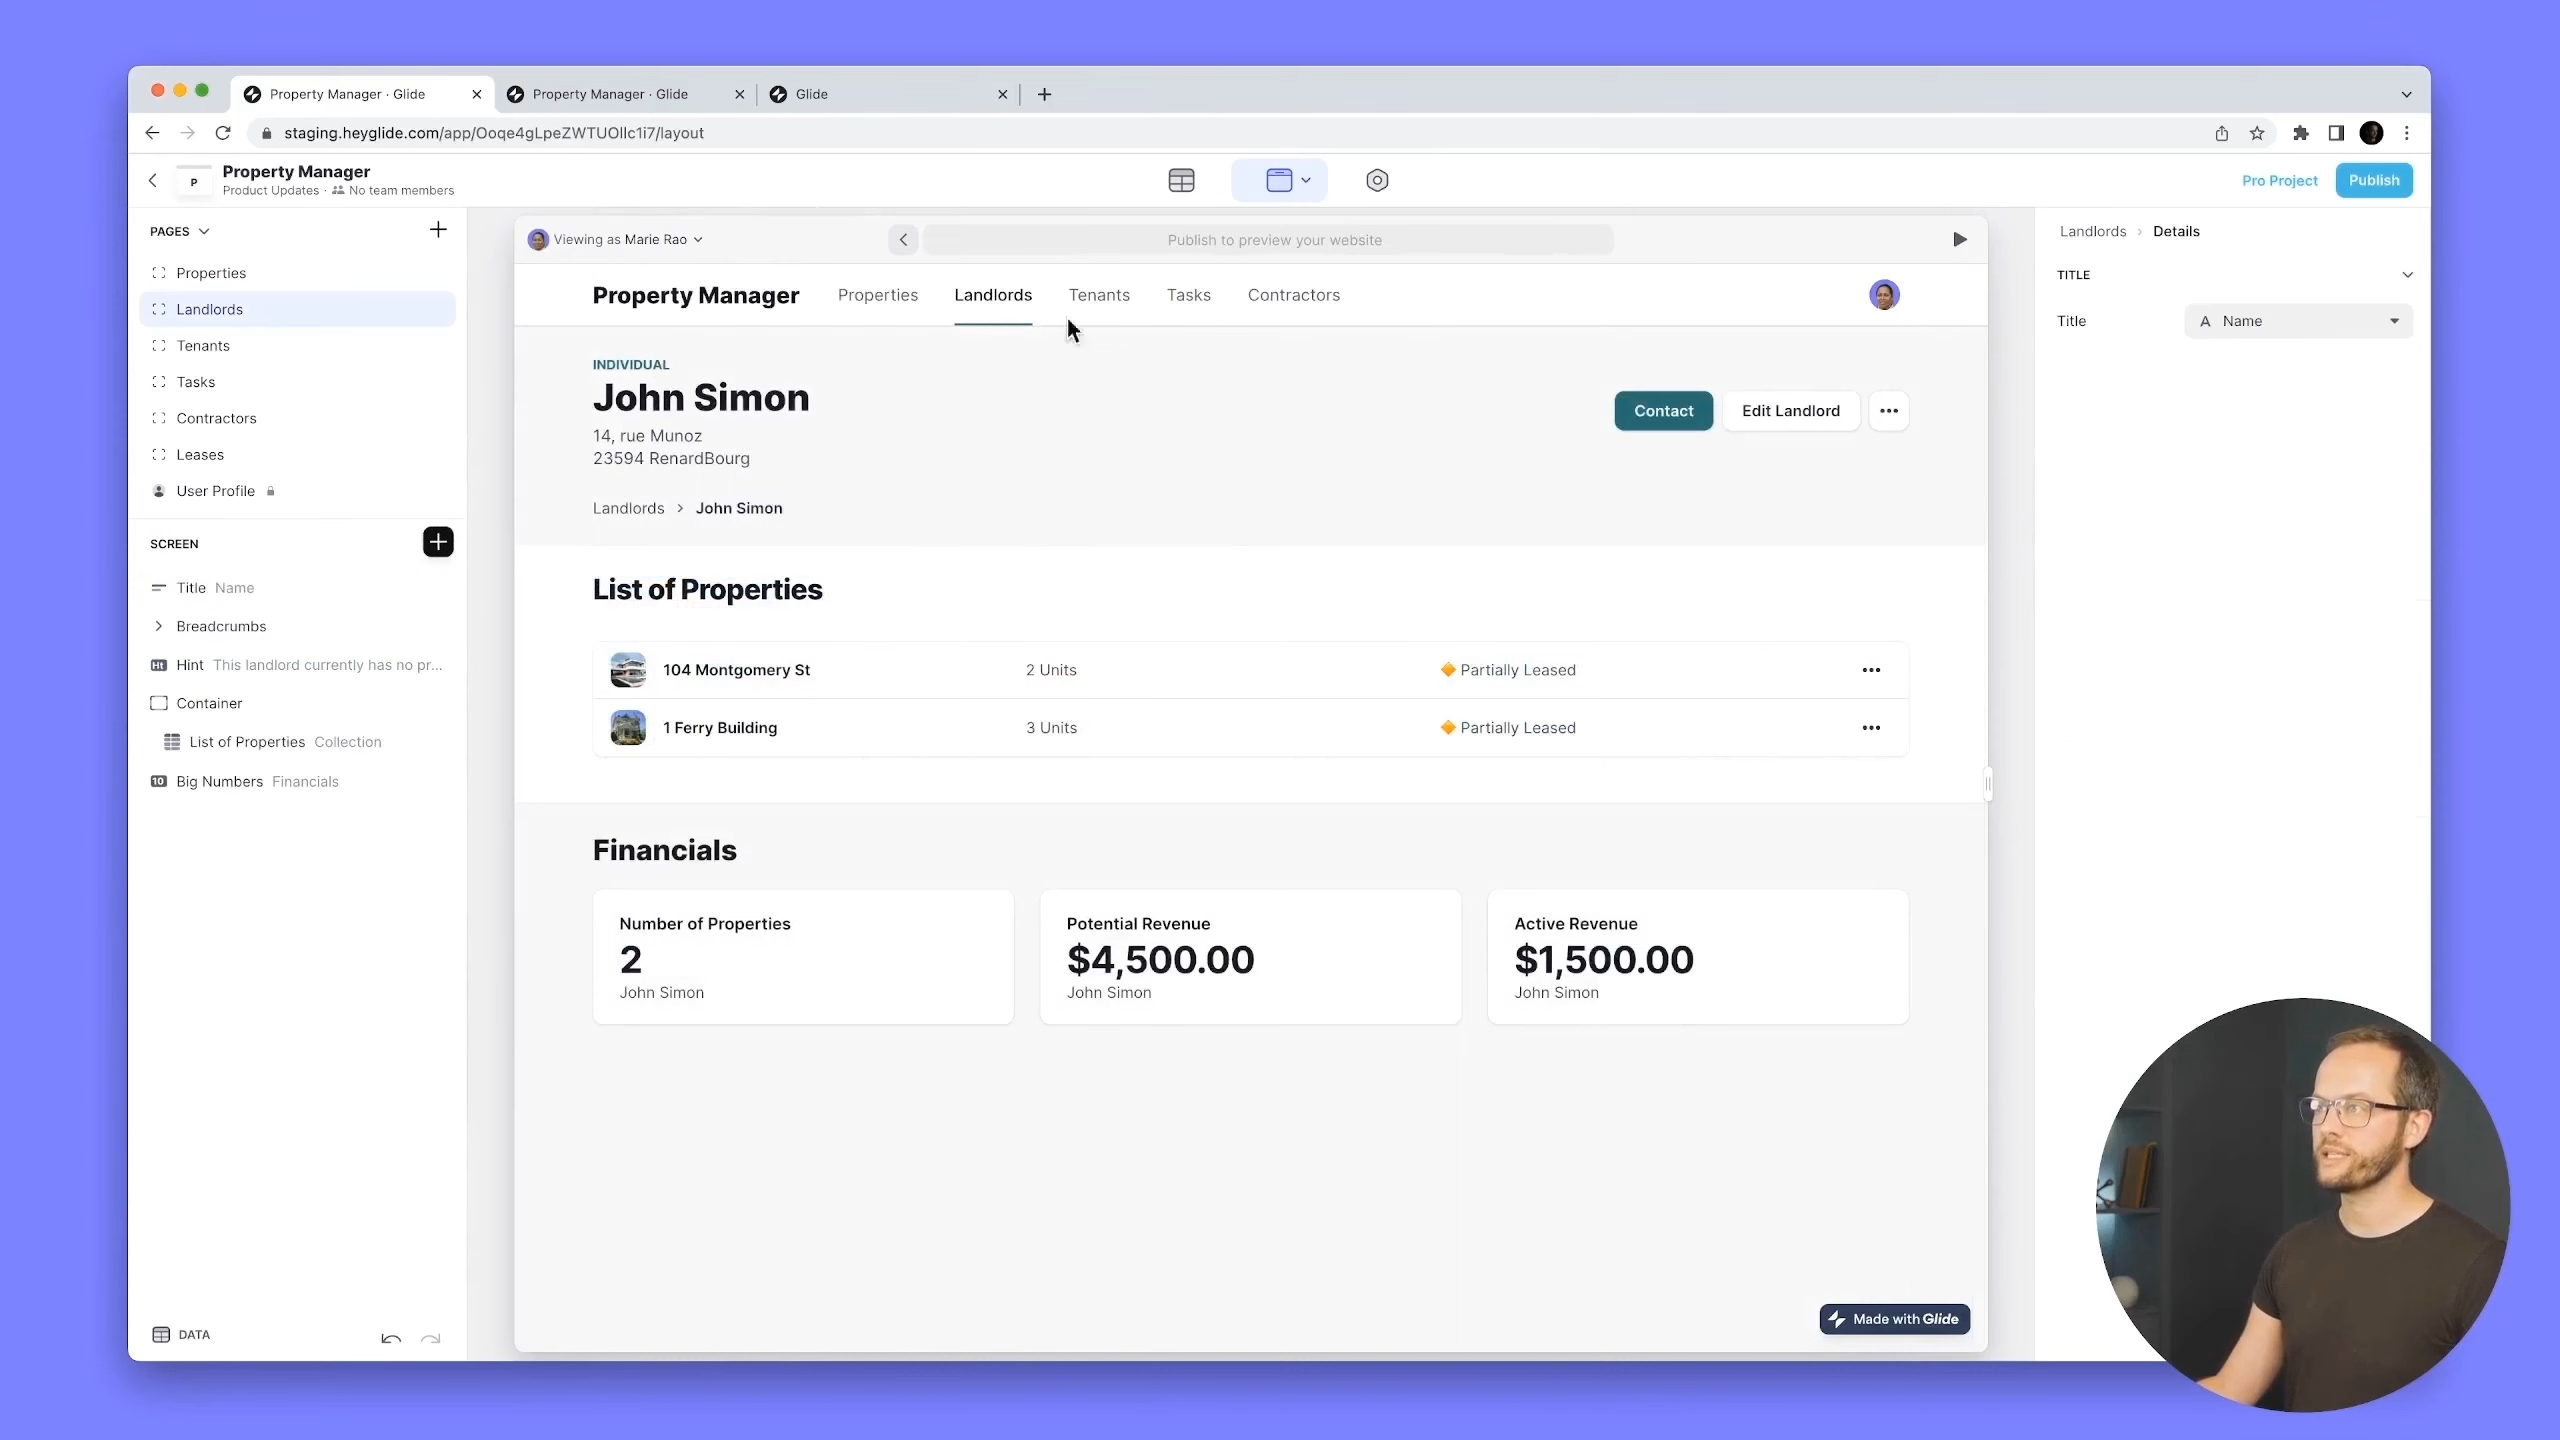 Property Manager · Glide
Property Manager · Glide
Glide
staging.heyglide.com/app/Ooqe4gLpeZWTUOllc1i7/layout
P
Property Manager
Product Updates · No team members
Pro Project
Publish
PAGES
Properties
Landlords
Tenants
Tasks
Contractors
Leases
User Profile
SCREEN
Title Name
Breadcrumbs
Ht Hint This landlord currently has no pr...
Container
List of Properties Collection
10 Big Numbers Financials
DATA
Viewing as Marie Rao
Publish to preview your website
Property Manager
Properties
Landlords
Tenants
Tasks
Contractors
INDIVIDUAL
John Simon
14, rue Munoz
23594 RenardBourg
Contact
Edit Landlord
Landlords > John Simon
List of Properties
104 Montgomery St 2 Units Partially Leased
1 Ferry Building 3 Units Partially Leased
Financials
Number of Properties
2
John Simon
Potential Revenue
$4,500.00
John Simon
Active Revenue
$1,500.00
John Simon
Made with Glide
Landlords > Details
TITLE
Title
A Name